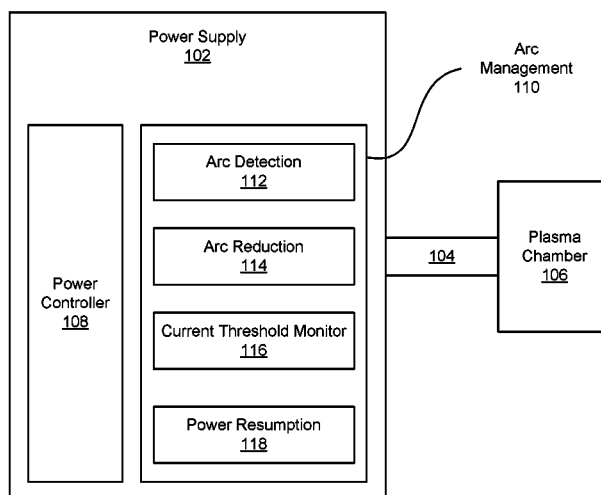 Power Supply
102
Arc
Management
110
Arc Detection
112
Arc Reduction
114
Current Threshold Monitor
116
Power Resumption
118
Power
Controller
108
104
Plasma
Chamber
106